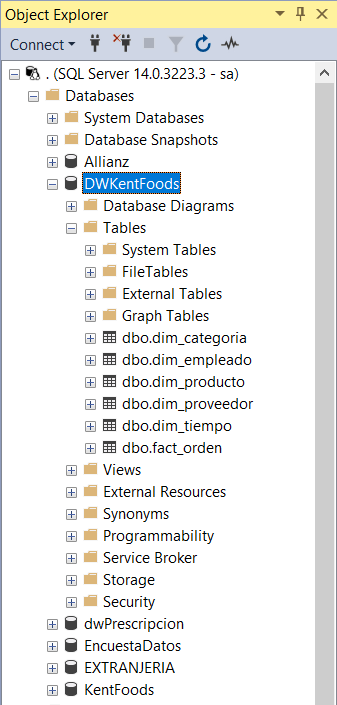 Object Explorer
Connect
. (SQL Server 14.0.3223.3 - sa)
Databases
System Databases
Database Snapshots
Allianz
DWKentFoods
Database Diagrams
Tables
System Tables
FileTables
External Tables
Graph Tables
dbo.dim_categoria
dbo.dim_empleado
dbo.dim_producto
dbo.dim_proveedor
dbo.dim_tiempo
dbo.fact_orden
Views
External Resources
Synonyms
Programmability
Service Broker
Storage
Security
dwPrescripcion
EncuestaDatos
EXTRANJERIA
KentFoods